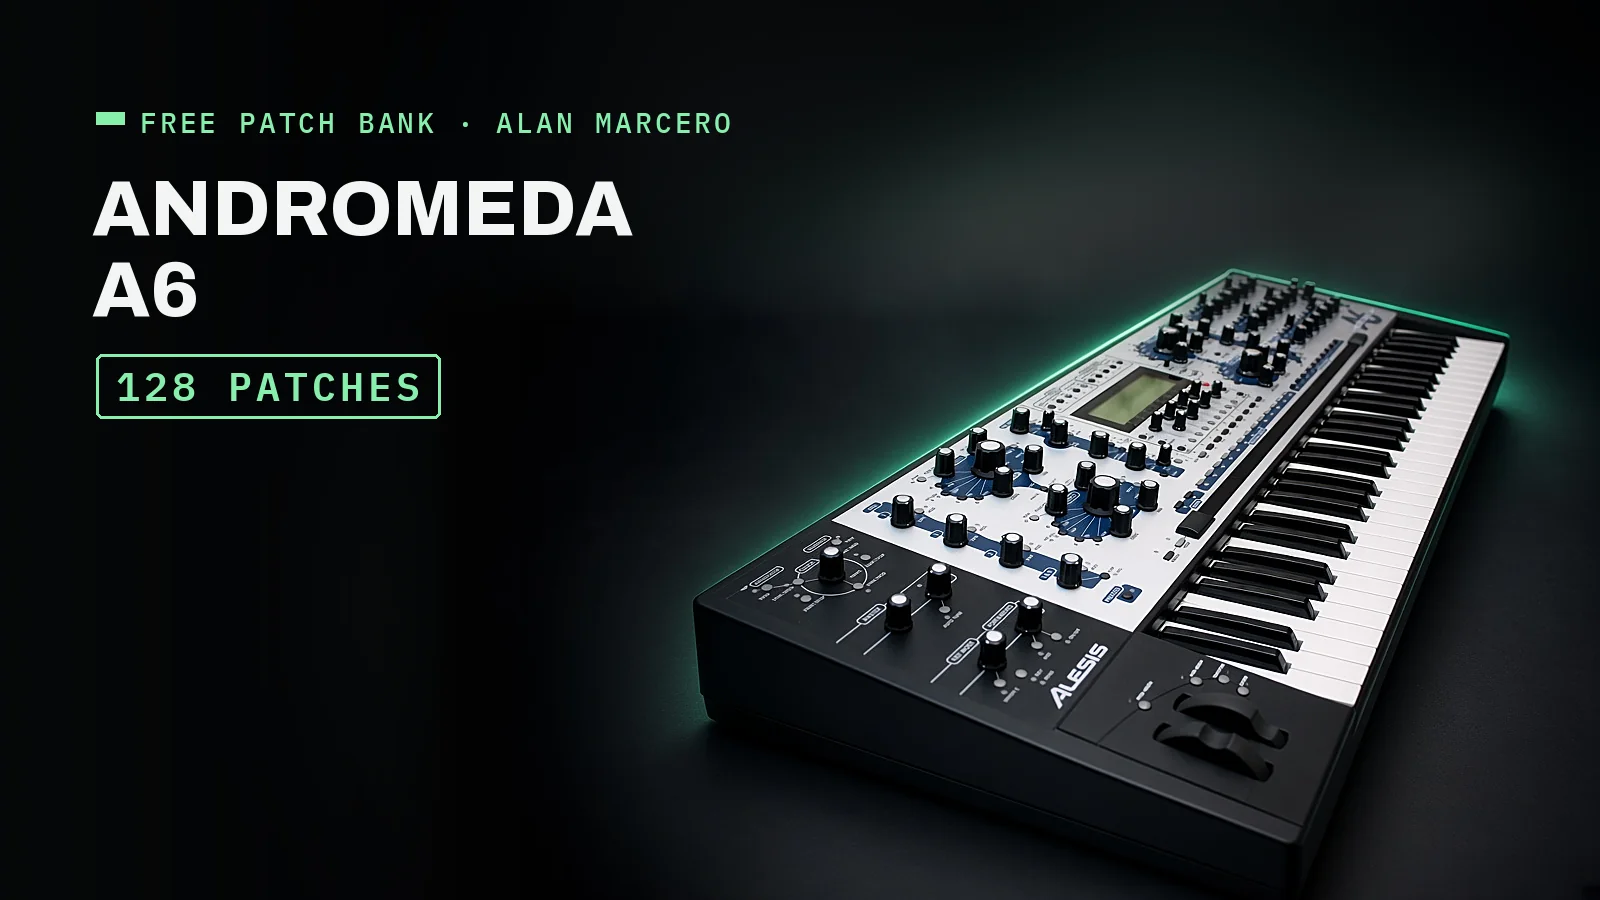 FREE PATCH BANK · ALAN MARCERO
ANDROMEDA
A6
128 PATCHES
ALESIS